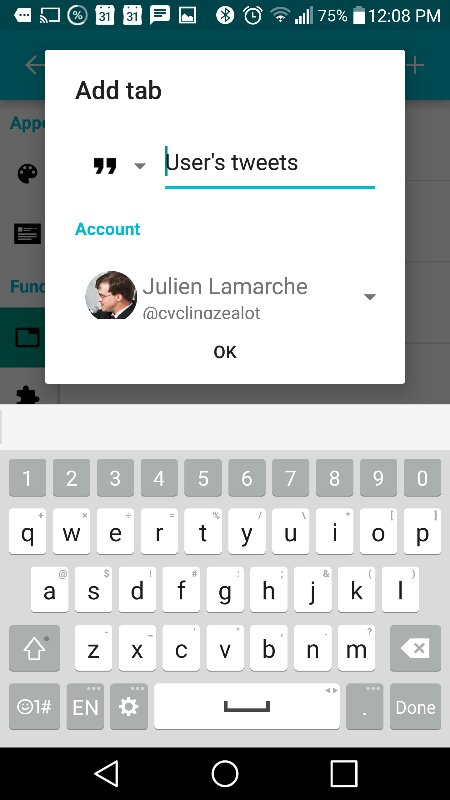 31 31 75% 12:08 PM
Add tab
Appe
User's tweets
Account
Func
Julien Lamarche
@cyclingzealot
OK
1 2 3 4 5 6 7 8 9 0
+ × ÷ = % / \ * [ ]
q w e r t y u i o p
@ $ ! # : ; & ( )
a s d f g h j k l
- _ " ' , . ?
z x c v b n m
1# EN . Done